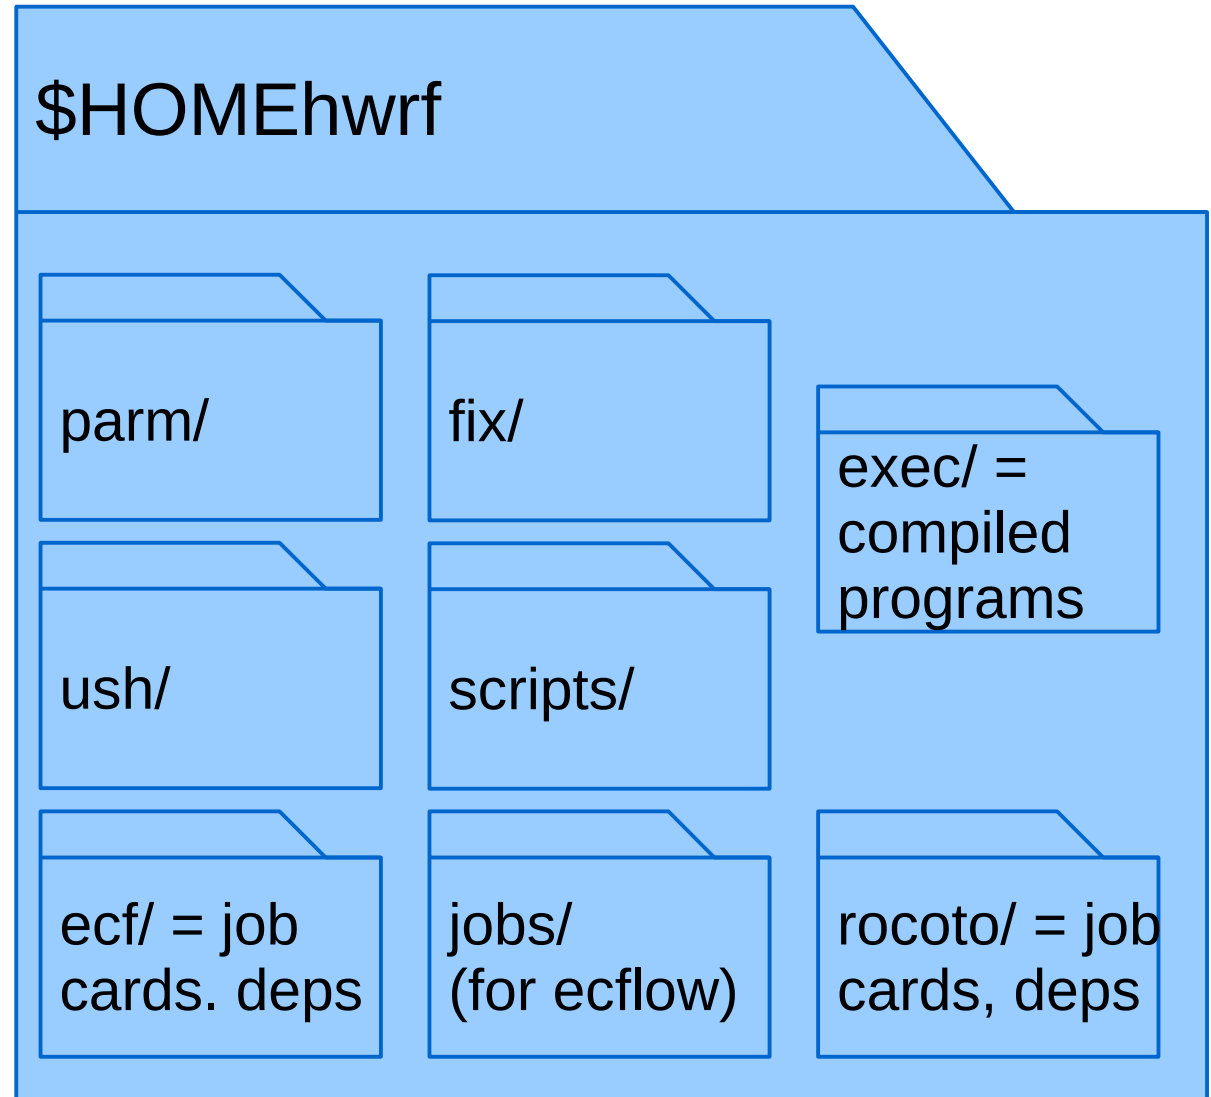 $HOMEhwrf
parm/
fix/
exec/ =
compiled
programs
ush/
scripts/
ecf/ = job
cards. deps
jobs/
(for ecflow)
rocoto/ = job
cards, deps